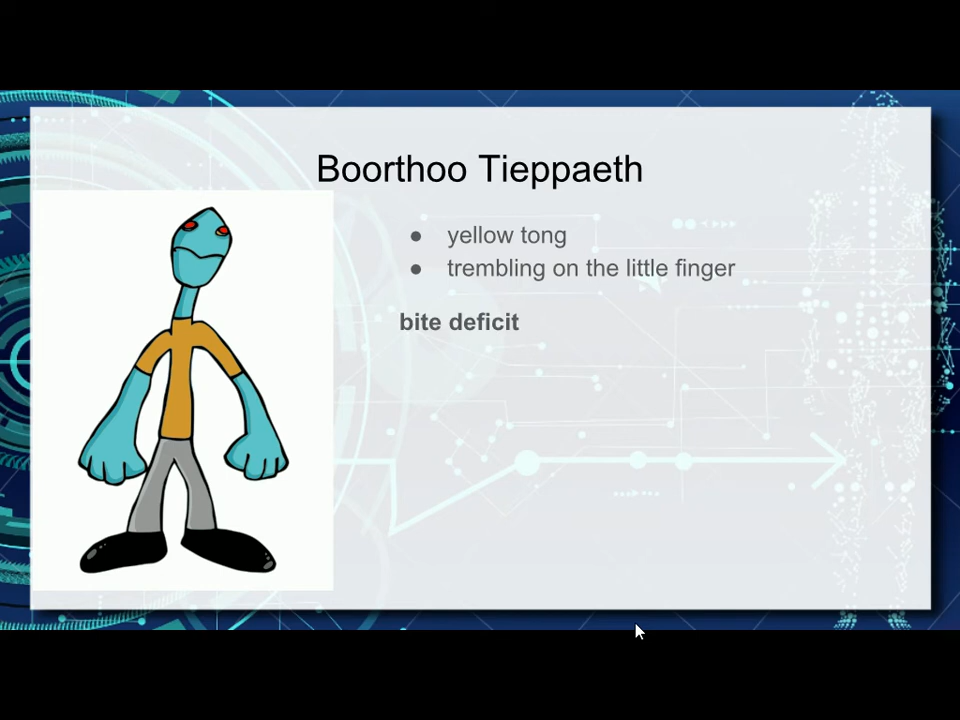 Boorthoo Tieppaeth
● yellow tong
● trembling on the little finger
bite deficit